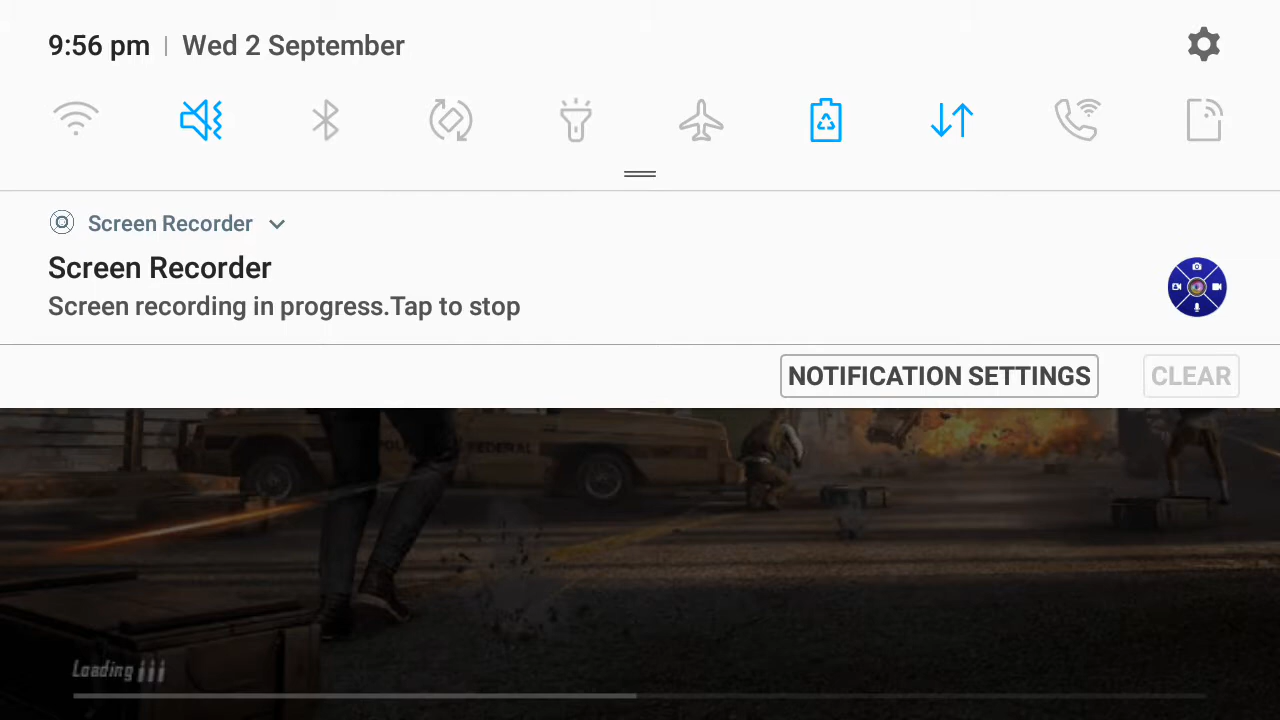 9:56 pm | Wed 2 September
Screen Recorder
Screen Recorder
Screen recording in progress.Tap to stop
NOTIFICATION SETTINGS
CLEAR
FEDERAL
Loading